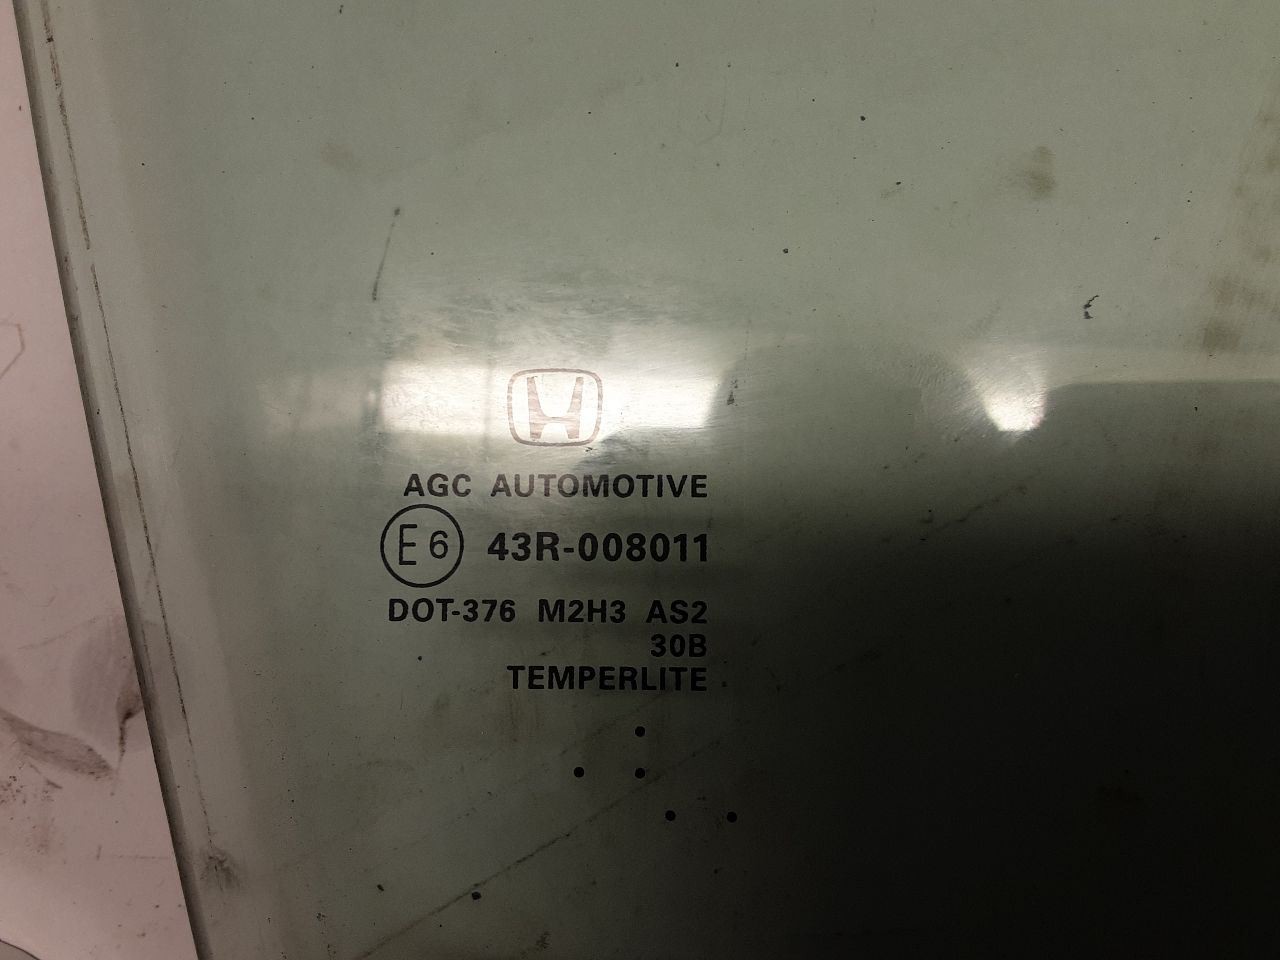 AGC AUTOMOTIVE
E6 43R-008011
DOT-376 M2H3 AS2
30B
TEMPERLITE